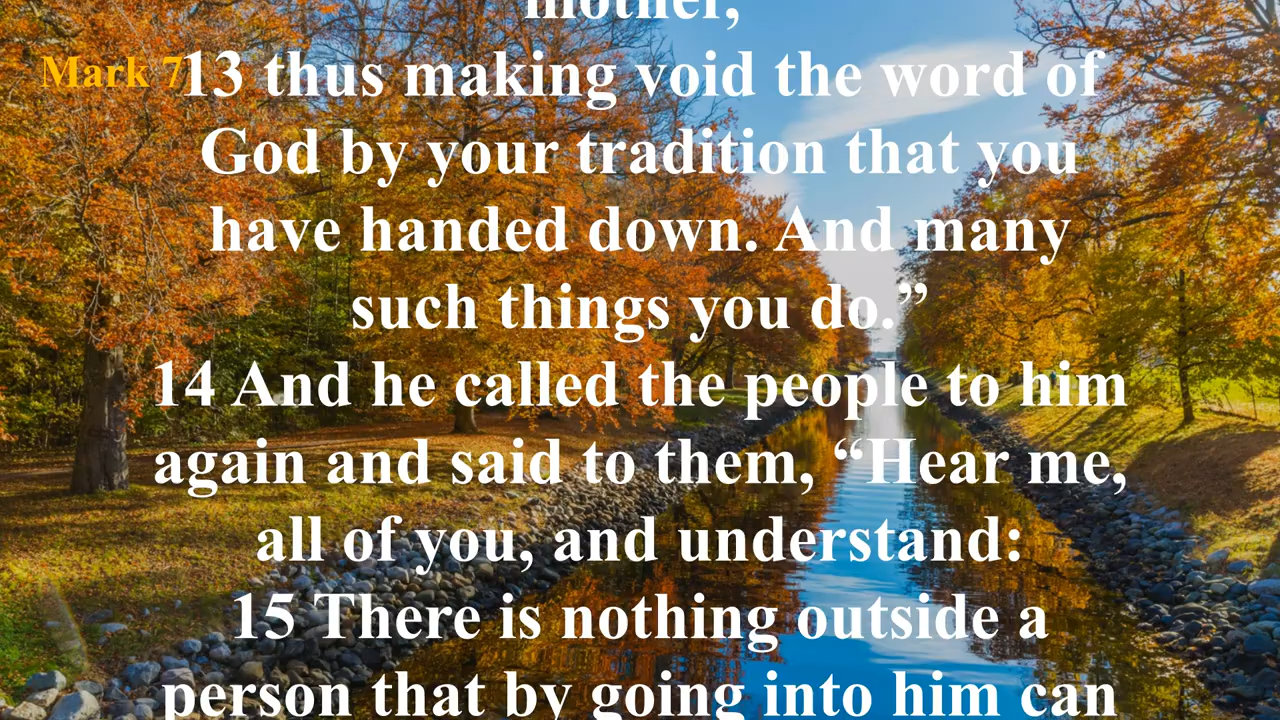 mother,
Mark 7
13 thus making void the word of
God by your tradition that you
have handed down. And many
such things you do.”
14 And he called the people to him
again and said to them, “Hear me,
all of you, and understand:
15 There is nothing outside a
person that by going into him can